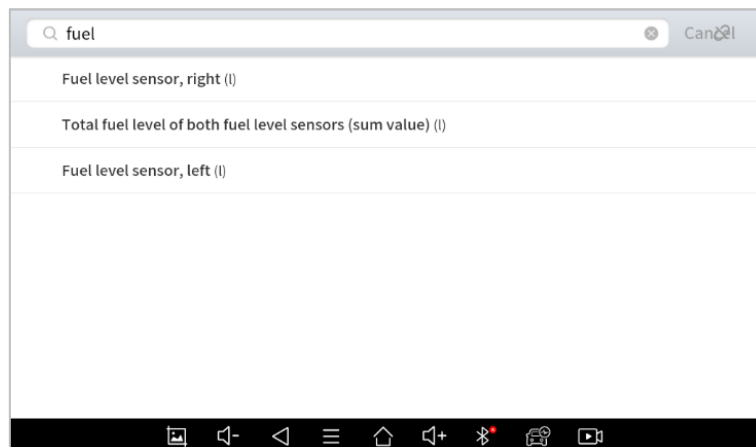 fuel
Cancel
Fuel level sensor, right (l)
Total fuel level of both fuel level sensors (sum value) (l)
Fuel level sensor, left (l)